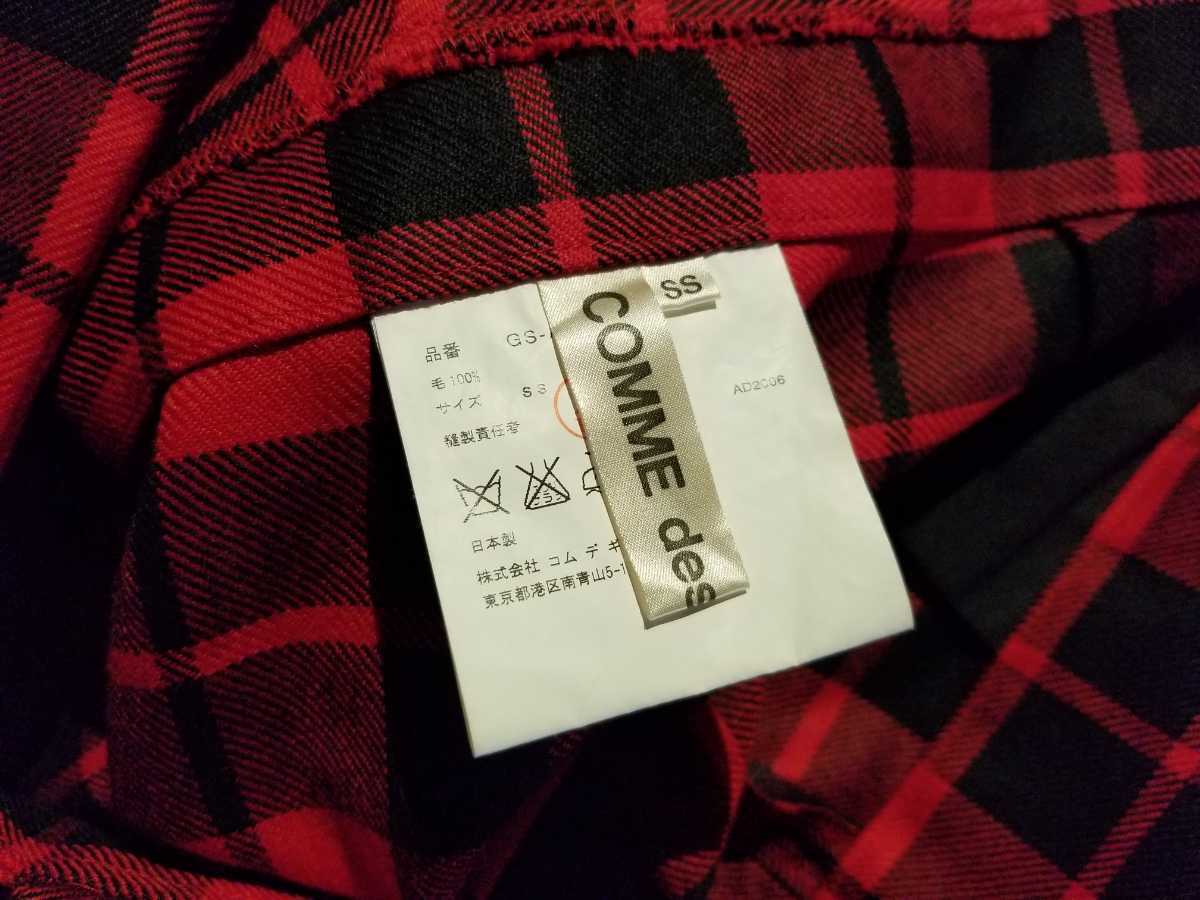 COMME des
SS
品番 GS-
毛 100%
サイズ SS
縫製責任者
AD2006
日本製
株式会社 コム デ ギ
東京都港区南青山5-1